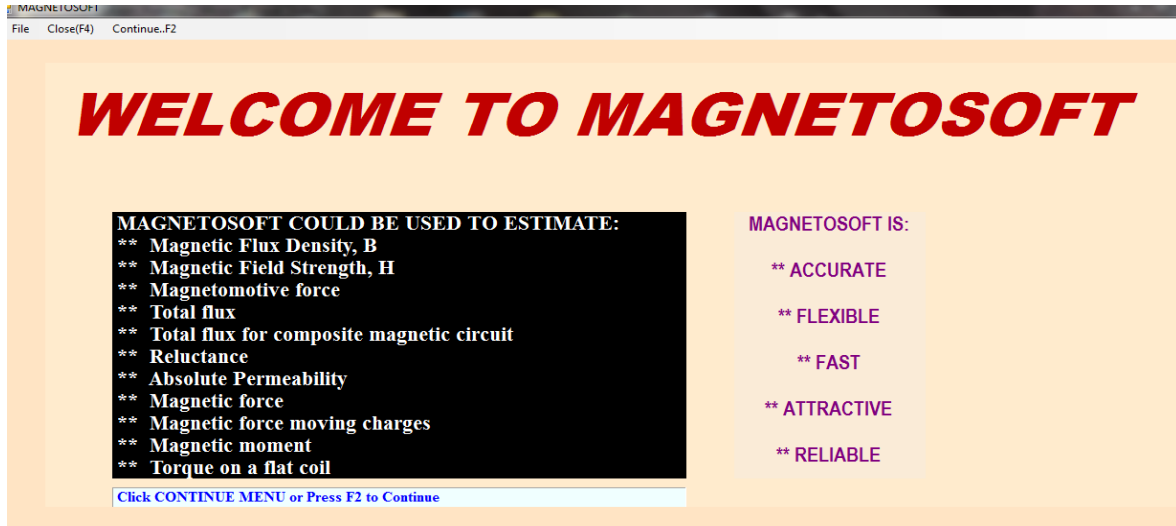 MAGNETOSOFT
File Close(F4) Continue..F2
WELCOME TO MAGNETOSOFT
MAGNETOSOFT COULD BE USED TO ESTIMATE:
** Magnetic Flux Density, B
** Magnetic Field Strength, H
** Magnetomotive force
** Total flux
** Total flux for composite magnetic circuit
** Reluctance
** Absolute Permeability
** Magnetic force
** Magnetic force moving charges
** Magnetic moment
** Torque on a flat coil
Click CONTINUE MENU or Press F2 to Continue
MAGNETOSOFT IS:
** ACCURATE
** FLEXIBLE
** FAST
** ATTRACTIVE
** RELIABLE